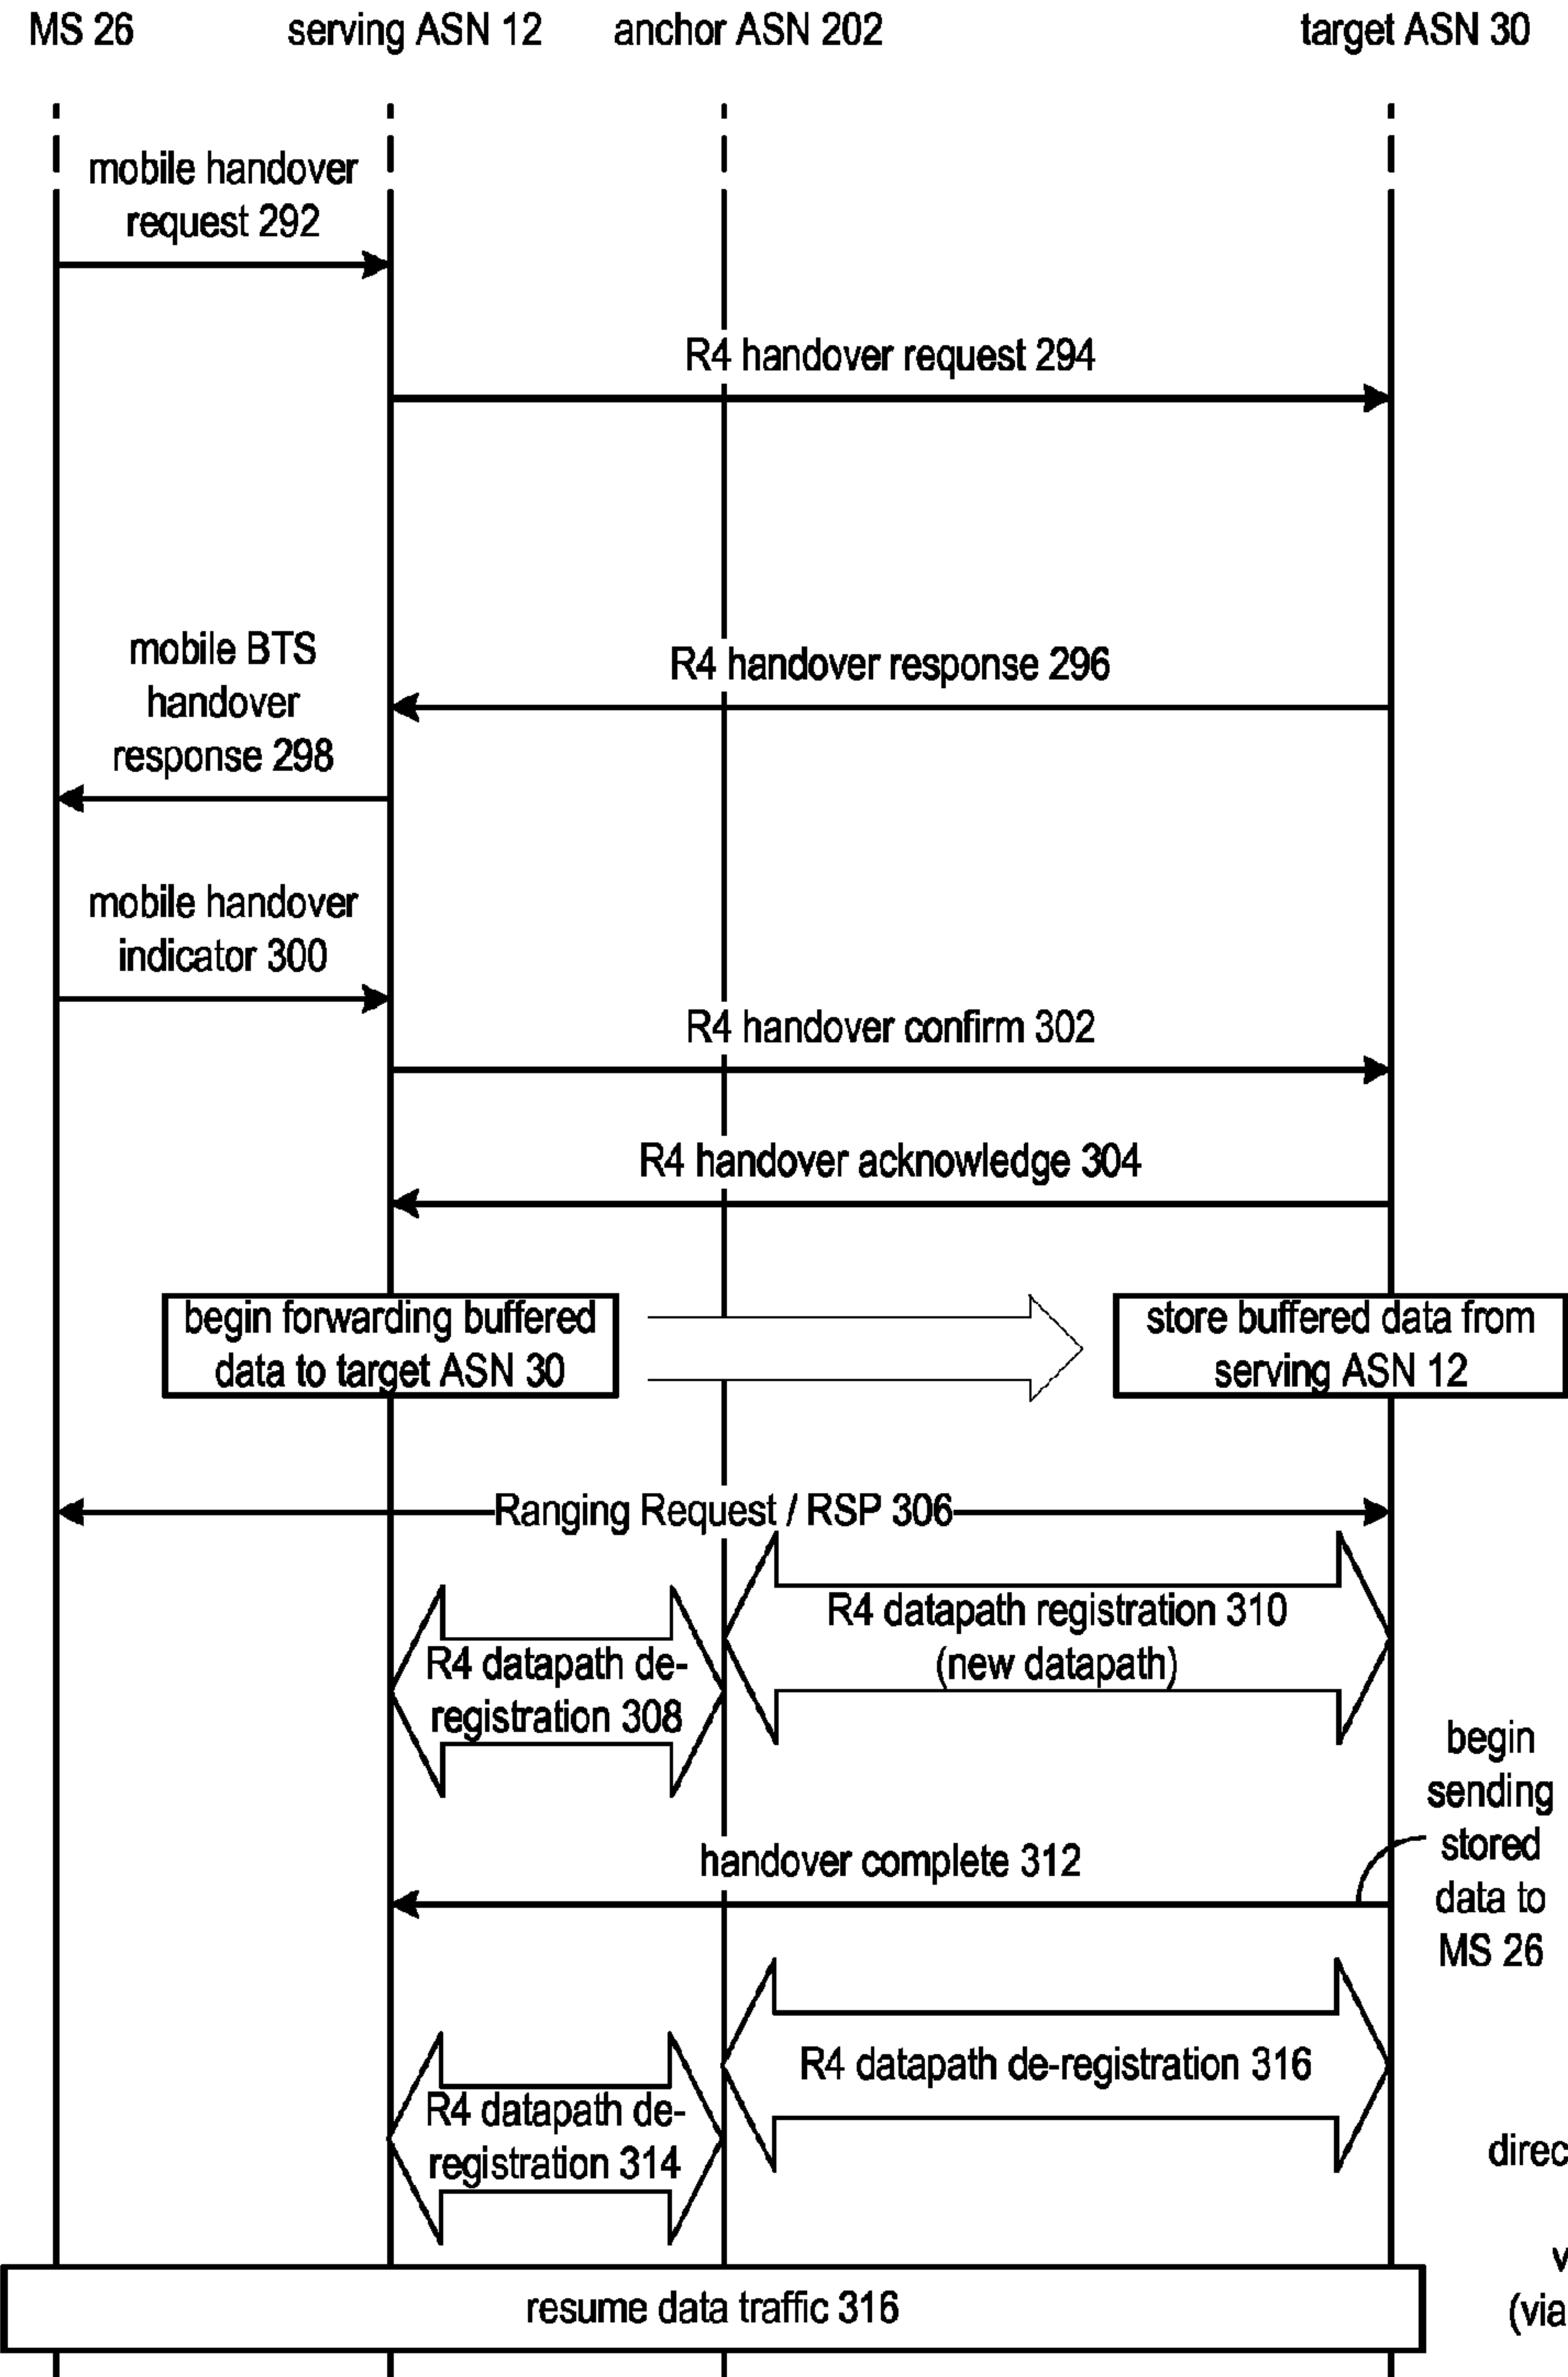 MS 26
serving ASN 12
anchor ASN 202
target ASN 30
mobile handover
request 292
R4 handover request 294
mobile BTS
handover
response 298
R4 handover response 296
mobile handover
indicator 300
R4 handover confirm 302
R4 handover acknowledge 304
begin forwarding buffered
data to target ASN 30
store buffered data from
serving ASN 12
Ranging Request / RSP 306
R4 datapath registration 310
(new datapath)
R4 datapath de-
registration 308
begin
sending
stored
data to
MS 26
handover complete 312
R4 datapath de-registration 316
R4 datapath de-
registration 314
direc
v
(via
resume data traffic 316